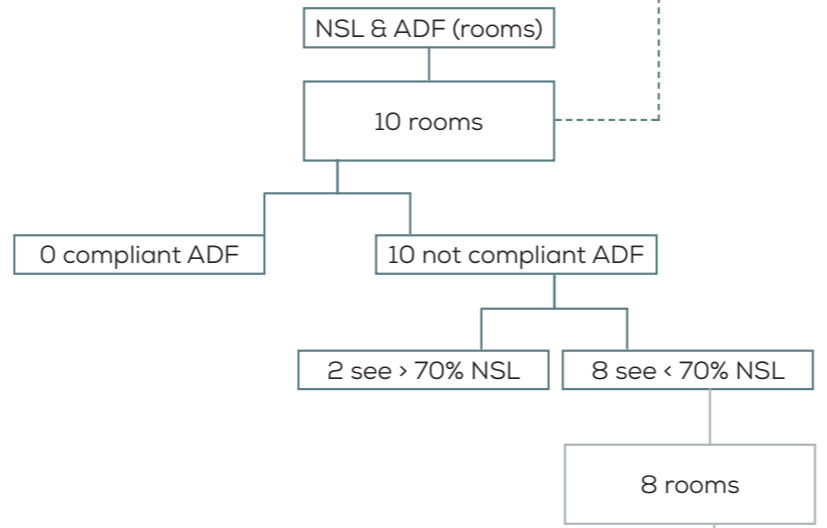 NSL & ADF (rooms)
10 rooms
0 compliant ADF
10 not compliant ADF
2 see > 70% NSL
8 see < 70% NSL
8 rooms